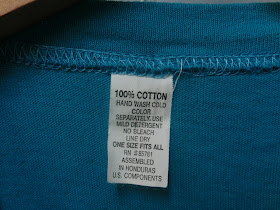 100% COTTON
HAND WASH COLD
COLOR
SEPARATELY. USE
MILD DETERGENT
NO BLEACH.
LINE DRY
ONE SIZE FITS ALL
RN # 85781
ASSEMBLED
IN HONDURAS
U.S. COMPONENTS